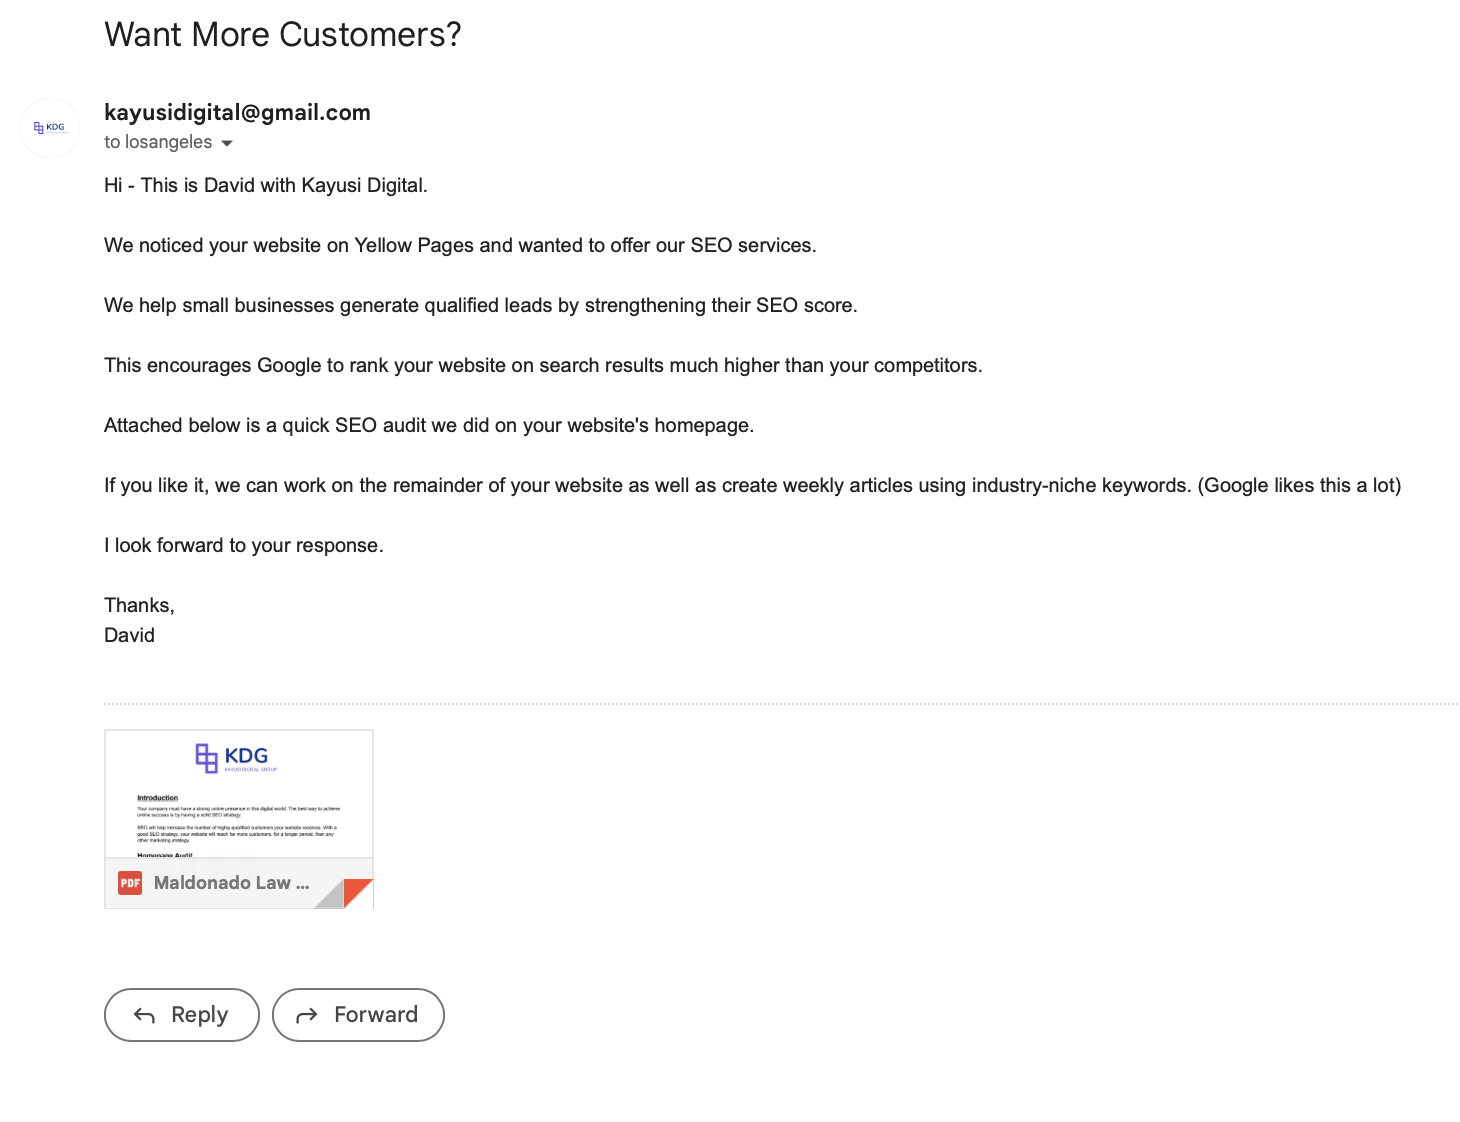 Want More Customers?
KDG
kayusidigital@gmail.com
to losangeles
Hi - This is David with Kayusi Digital.
We noticed your website on Yellow Pages and wanted to offer our SEO services.
We help small businesses generate qualified leads by strengthening their SEO score.
This encourages Google to rank your website on search results much higher than your competitors.
Attached below is a quick SEO audit we did on your website's homepage.
If you like it, we can work on the remainder of your website as well as create weekly articles using industry-niche keywords. (Google likes this a lot)
I look forward to your response.
Thanks,
David
KDG
KAYUSI DIGITAL GROUP
Introduction
Your company must have a strong online presence in this digital world. The best way to achieve
online success is by having a solid SEO strategy.
SEO will help increase the number of highly-qualified customers your website receives. With a
good SEO strategy, your website will reach far more customers, for a longer period, than any
other marketing strategy.
Homepage Audit
PDF Maldonado Law ...
Reply Forward